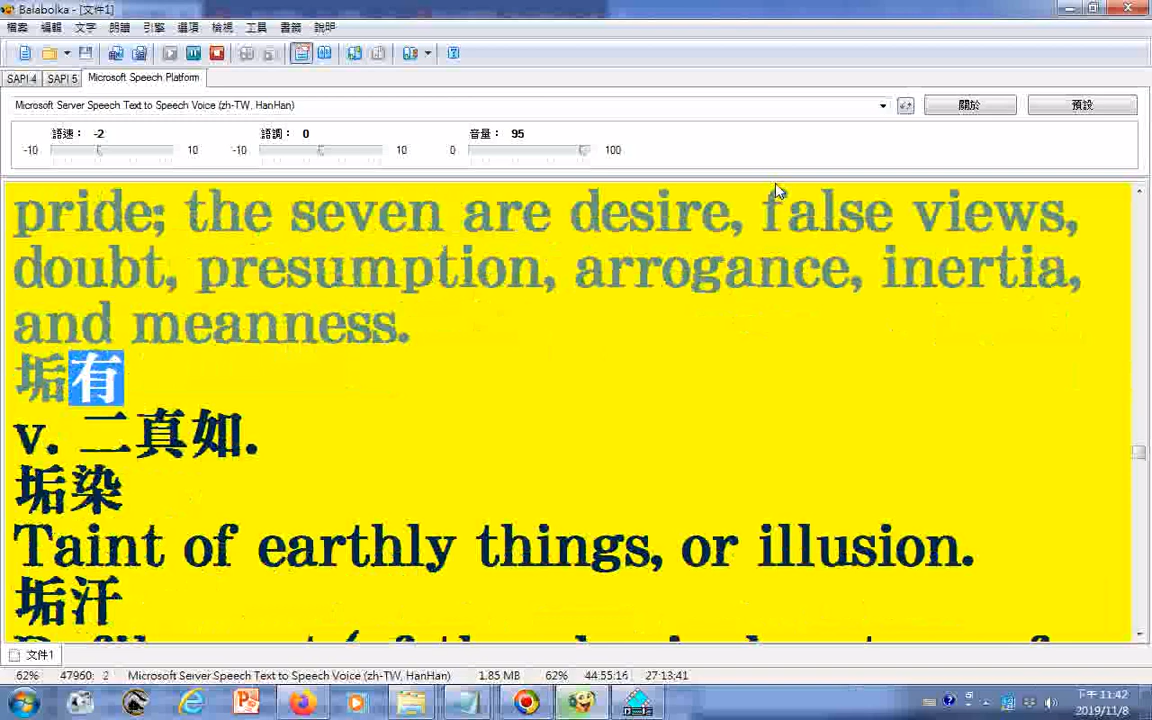 Balabolka - [文件1]
檔案 編輯 文字 朗讀 引擎 選項 檢視 工具 書籤 說明
SAPI 4 SAPI 5 Microsoft Speech Platform
Microsoft Server Speech Text to Speech Voice (zh-TW, HanHan) 關於 預設
語速: -2 語調: 0 音量: 95
-10 10 -10 10 0 100
pride; the seven are desire, false views,
doubt, presumption, arrogance, inertia,
and meanness.
垢有
v. 二真如.
垢染
Taint of earthly things, or illusion.
垢汗
文件1
62% 47960: 2 Microsoft Server Speech Text to Speech Voice (zh-TW, HanHan) 1.85 MB 62% 44:55:16 27:13:41
下午 11:42
2019/11/8